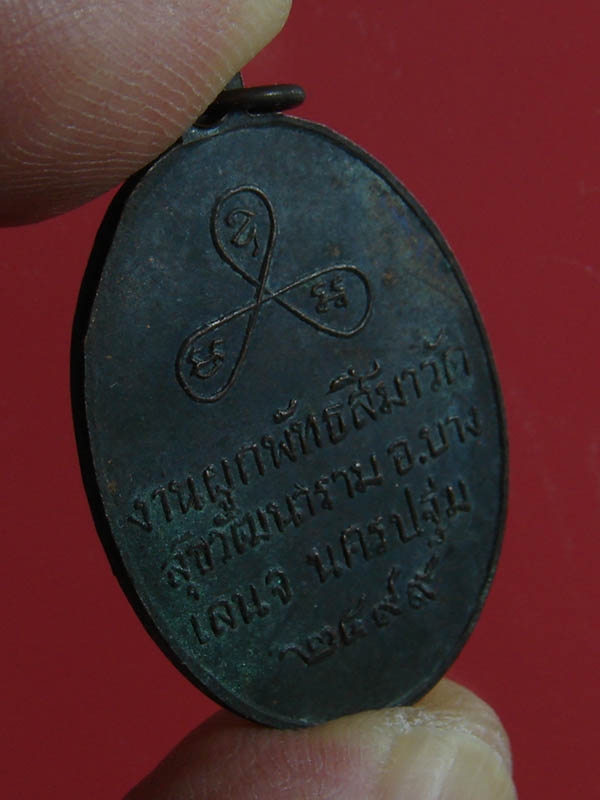 งานผูกพัทธสีมาวัด
สุขวัฒนาราม อ.บาง
เลนจ นครปฐม
๒๔๙๙